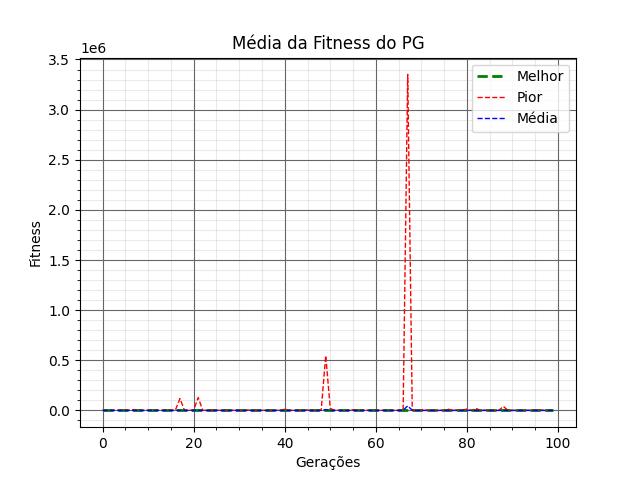 Média da Fitness do PG
1e6
3.5
3.0
2.5
2.0
1.5
1.0
0.5
0.0
Fitness
Melhor
Pior
Média
0 20 40 60 80 100
Gerações